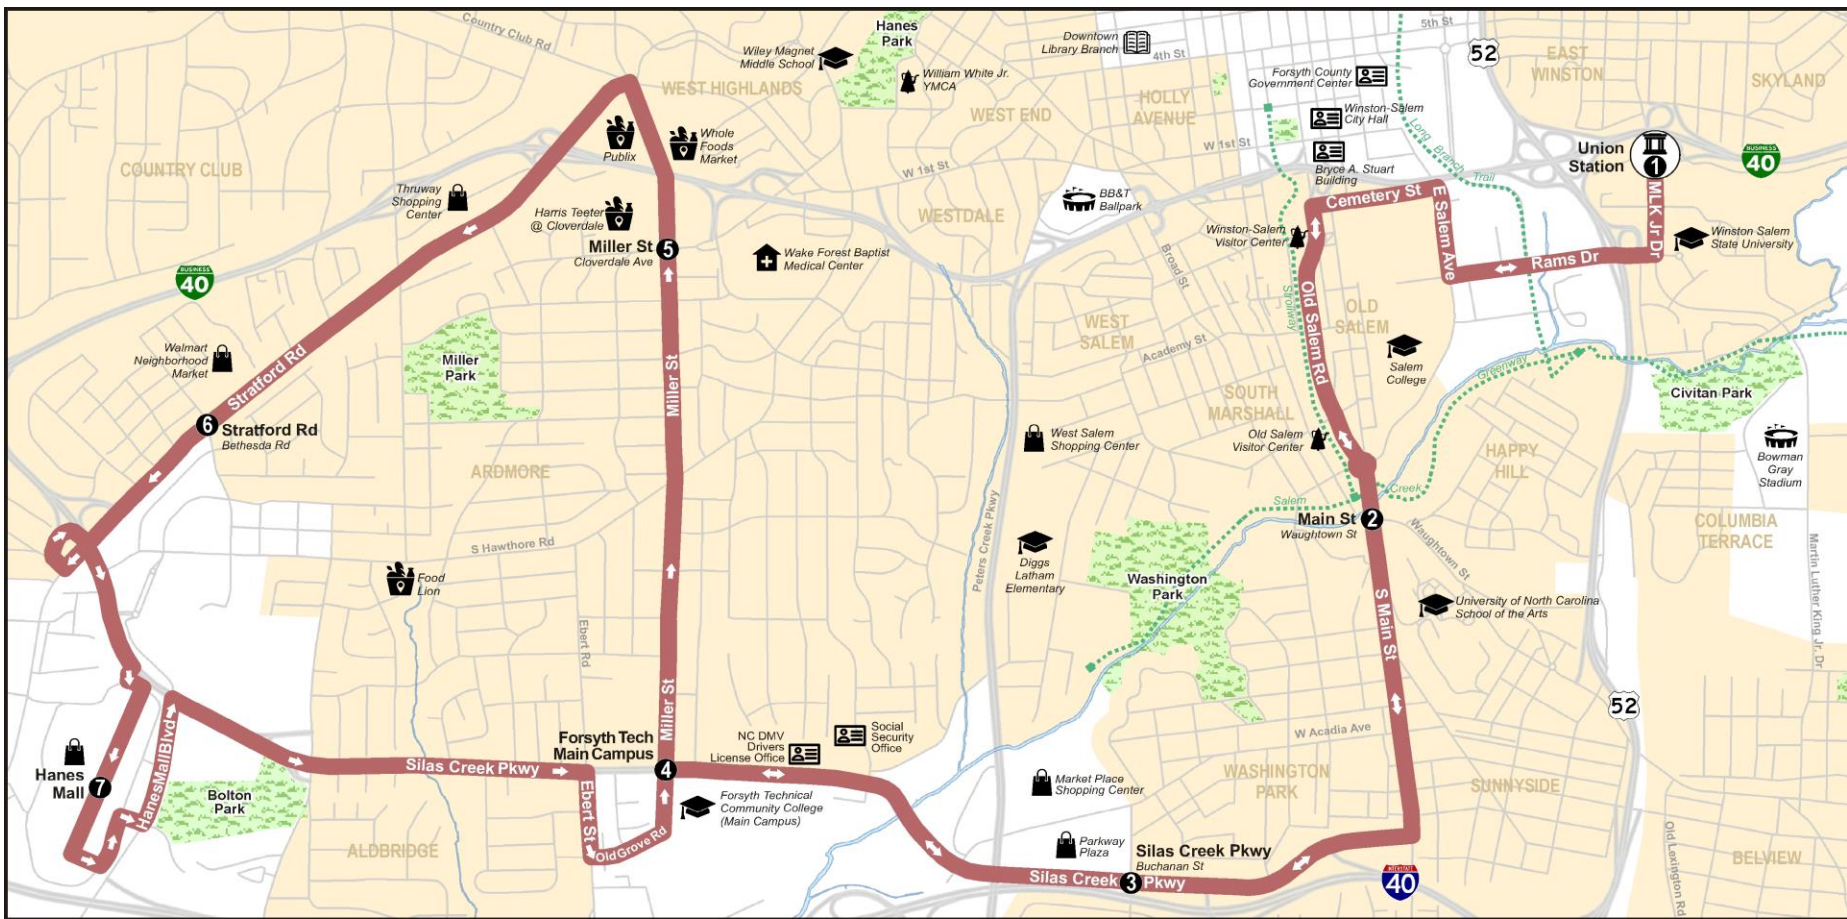 Country Club Rd
Hanes
Park
Wiley Magnet
Middle School
William White Jr.
YMCA
Downtown
Library Branch
4th St
5th St
52
EAST
WINSTON
SKYLAND
Forsyth County
Government Center
WEST HIGHLANDS
WEST END
HOLLY
AVENUE
Winston-Salem
City Hall
Long
Branch
Trail
W 1st St
Bryce A. Stuart
Building
Union
Station
1
BUSINESS
40
Publix
Whole
Foods
Market
COUNTRY CLUB
W 1st St
Thruway
Shopping
Center
Harris Teeter
@ Cloverdale
WESTDALE
BB&T
Ballpark
Cemetery St
E Salem Ave
MLK Jr Dr
Winston-Salem
Visitor Center
Winston Salem
State University
Miller St
Cloverdale Ave
5
Wake Forest Baptist
Medical Center
Broad St
Rams Dr
BUSINESS
40
Strollway
Old Salem Rd
OLD
SALEM
WEST
SALEM
Academy St
Salem
College
Greenway
Walmart
Neighborhood
Market
Stratford Rd
Miller
Park
Miller St
SOUTH
MARSHALL
Civitan Park
6
Stratford Rd
Bethesda Rd
West Salem
Shopping Center
Old Salem
Visitor Center
HAPPY
HILL
Bowman
Gray
Stadium
ARDMORE
Peters Creek Pkwy
Salem
Creek
Main St
Waughtown St
2
Waughtown St
COLUMBIA
TERRACE
S Hawthore Rd
Diggs
Latham
Elementary
Washington
Park
Food
Lion
S Main St
University of North Carolina
School of the Arts
Martin Luther King Jr. Dr
Ebert Rd
Miller St
52
Forsyth Tech
Main Campus
4
NC DMV
Drivers
License Office
Social
Security
Office
W Acadia Ave
Hanes
Mall
7
HanesMallBlvd
Silas Creek Pkwy
Bolton
Park
Ebert St
Old Grove Rd
Forsyth Technical
Community College
(Main Campus)
Market Place
Shopping Center
WASHINGTON
PARK
SUNNYSIDE
ALDBRIDGE
Parkway
Plaza
Silas Creek Pkwy
Buchanan St
Silas Creek
3
Pkwy
INTERSTATE
40
Old Lexington Rd
BELVIEW